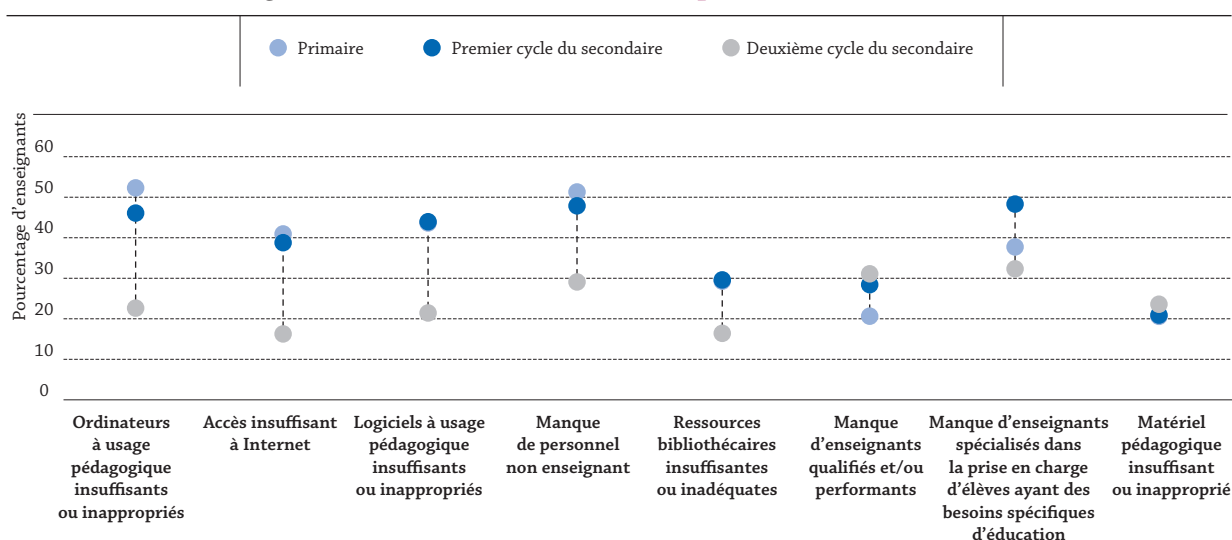 Primaire
Premier cycle du secondaire
Deuxième cycle du secondaire
Pourcentage d'enseignants
60
50
40
30
20
10
0
Ordinateurs
à usage
pédagogique
insuffisants
ou inappropriés
Accès insuffisant
à Internet
Logiciels à usage
pédagogique
insuffisants
ou inappropriés
Manque
de personnel
non enseignant
Ressources
bibliothécaires
insuffisantes
ou inadéquates
Manque
d'enseignants
qualifiés et/ou
performants
Manque d'enseignants
spécialisés dans
la prise en charge
d'élèves ayant des
besoins spécifiques
d'éducation
Matériel
pédagogique
insuffisant
ou inapproprié